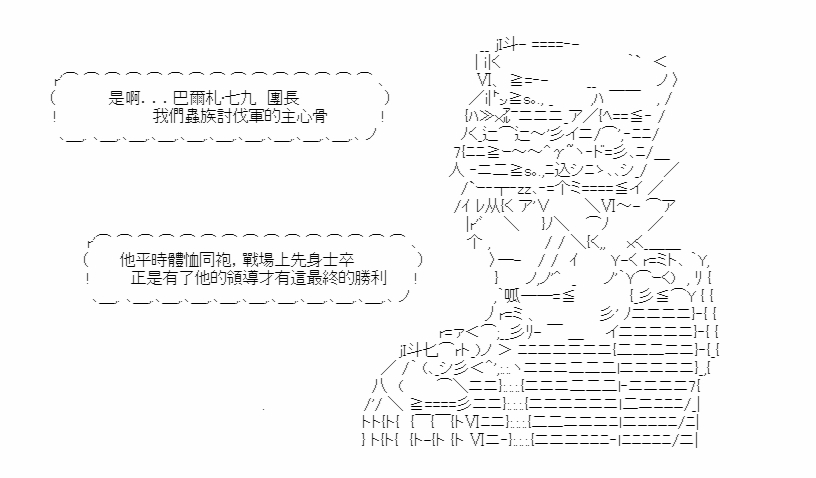 是啊...巴爾札·七九　團長
我們蟲族討伐軍的主心骨
他平時體恤同袍，戰場上先身士卒
正是有了他的領導才有這最終的勝利